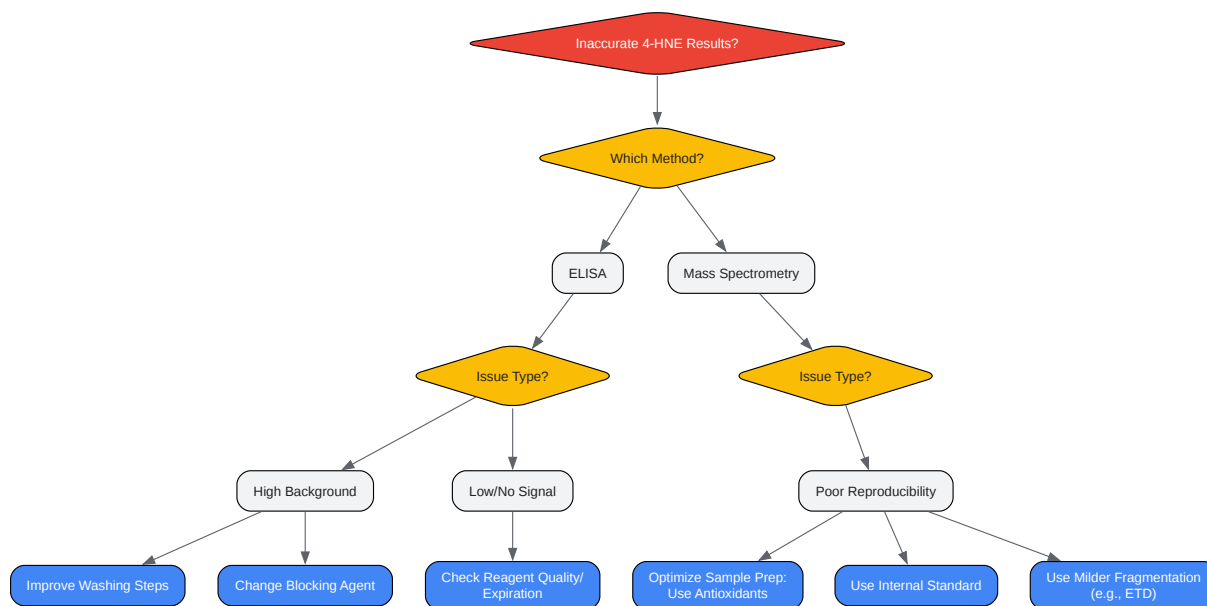 Inaccurate 4-HNE Results?
Which Method?
ELISA
Mass Spectrometry
Issue Type?
Issue Type?
High Background
Low/No Signal
Poor Reproducibility
Improve Washing Steps
Change Blocking Agent
Check Reagent Quality/
Expiration
Optimize Sample Prep:
Use Antioxidants
Use Internal Standard
Use Milder Fragmentation
(e.g., ETD)